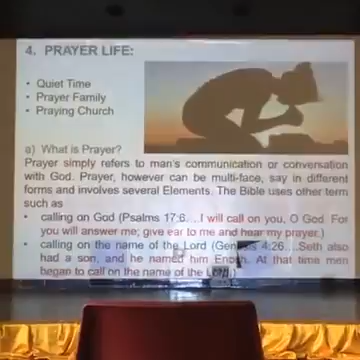 4. PRAYER LIFE:
• Quiet Time
• Prayer Family
• Praying Church
a) What is Prayer?
Prayer simply refers to man's communication or conversation
with God. Prayer, however can be multi-face, say in different
forms and involves several Elements. The Bible uses other term
such as
• calling on God (Psalms 17:6....I will call on you, O God For
you will answer me; give ear to me and hear my prayer.)
• calling on the name of the Lord (Genesis 4:26....Seth also
had a son, and he named him Enosh. At that time men
began to call on the name of the Lord.)